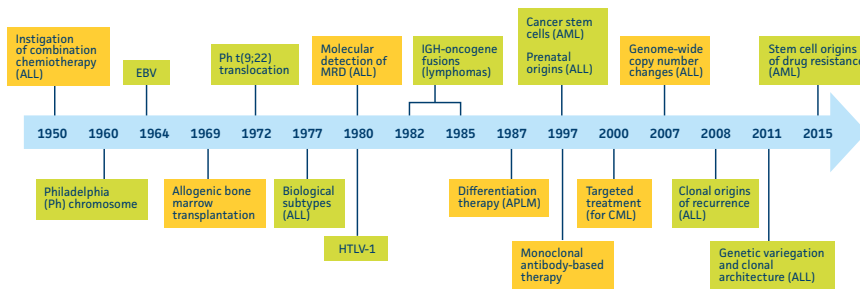 Instigation
of combination
chemiotherapy
(ALL)
EBV
Ph t(9;22)
translocation
Molecular
detection of
MRD (ALL)
IGH-oncogene
fusions
(lymphomas)
Cancer stem
cells (AML)
Prenatal
origins (ALL)
Genome-wide
copy number
changes (ALL)
Stem cell origins
of drug resistance
(AML)
1950 1960 1964 1969 1972 1977 1980 1982 1985 1987 1997 2000 2007 2008 2011 2015
Philadelphia
(Ph) chromosome
Allogenic bone
marrow
transplantation
Biological
subtypes
(ALL)
HTLV-1
Differentiation
therapy (APLM)
Monoclonal
antibody-based
therapy
Targeted
treatment
(for CML)
Clonal origins
of recurrence
(ALL)
Genetic variegation
and clonal
architecture (ALL)